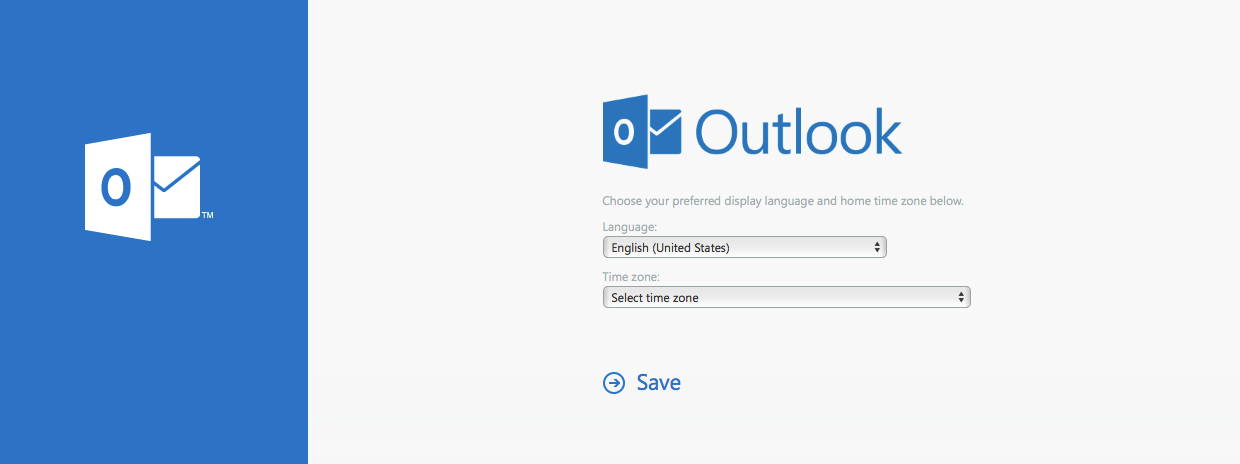 O
TM
O Outlook
Choose your preferred display language and home time zone below.
Language:
English (United States)
Time zone:
Select time zone
Save